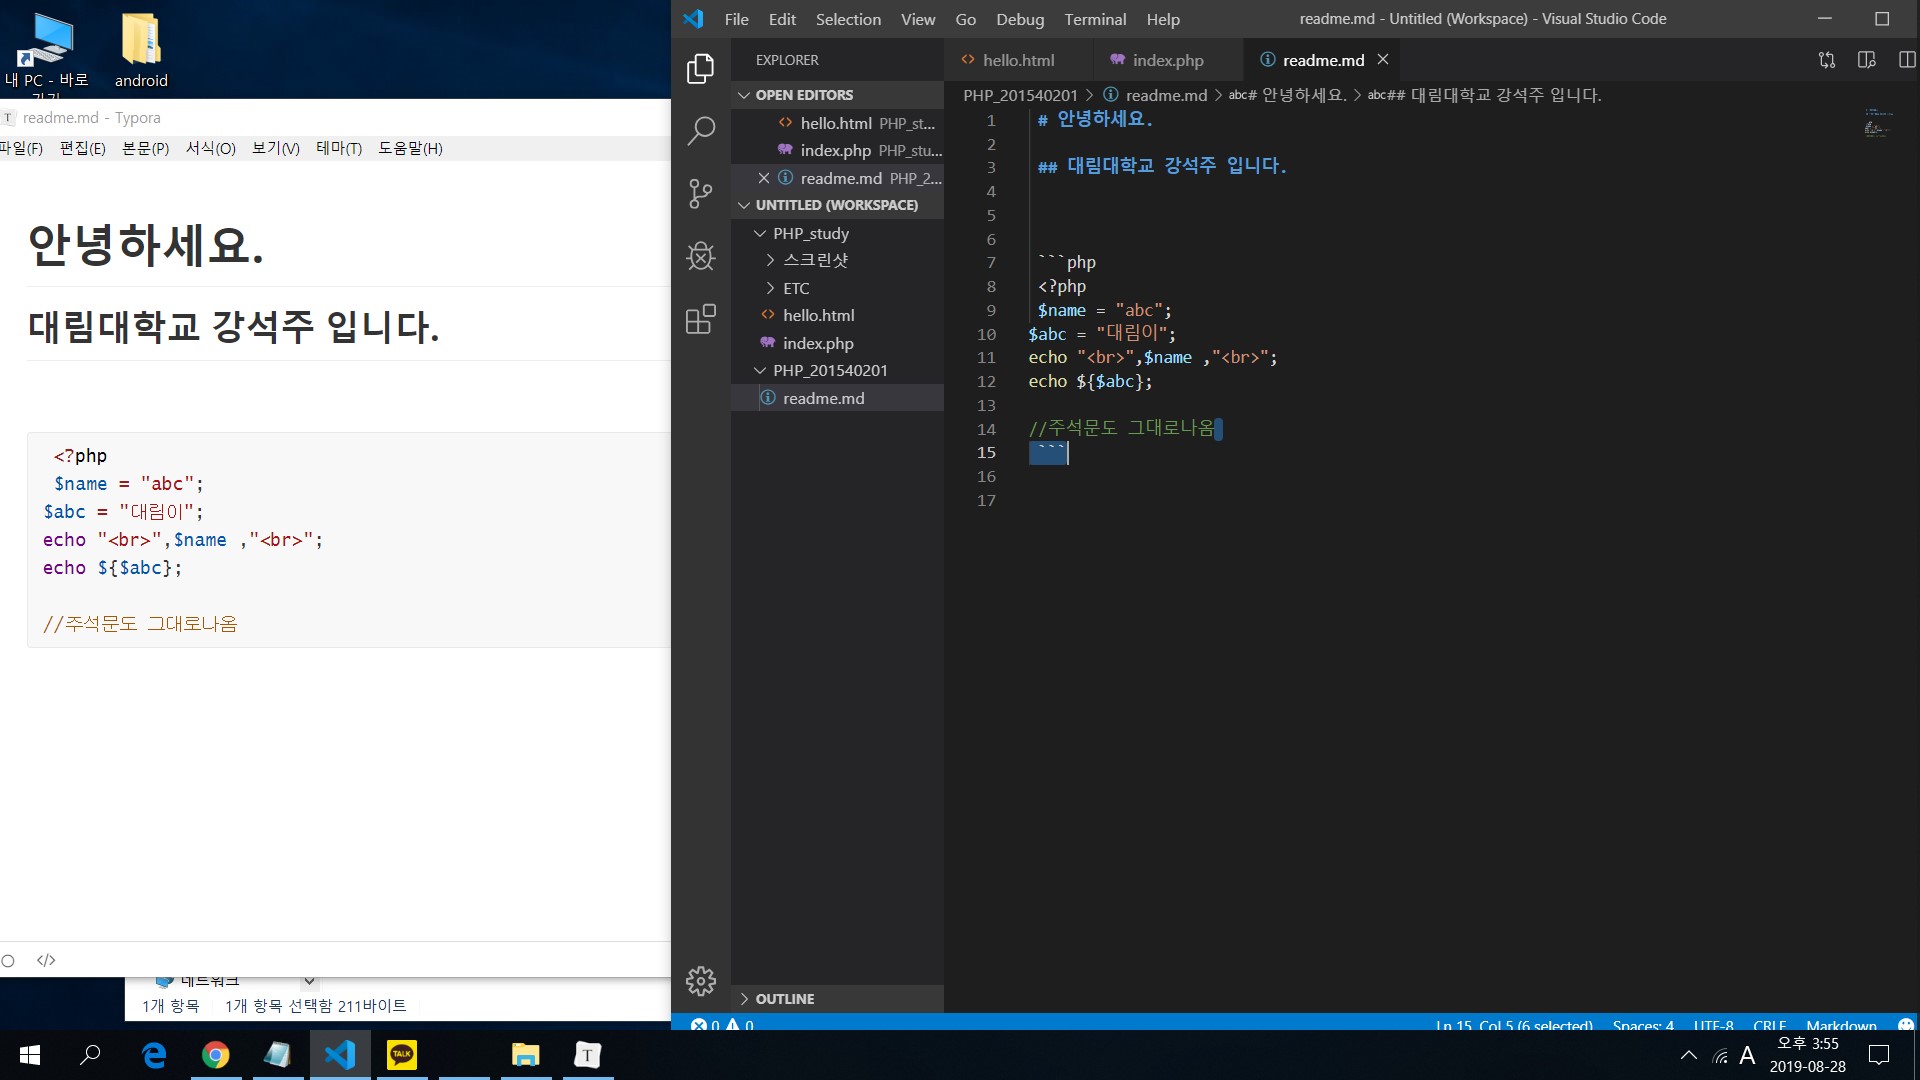 내 PC - 바로
android
readme.md - Typora
파일(F) 편집(E) 본문(P) 서식(O) 보기(V) 테마(T) 도움말(H)
안녕하세요.
대림대학교 강석주 입니다.
<?php
$name = "abc";
$abc = "대림이";
echo "<br>",$name ,"<br>";
echo ${$abc};
//주석문도 그대로나옴
</>
네트워크
1개 항목 1개 항목 선택함 211바이트
File Edit Selection View Go Debug Terminal Help
readme.md - Untitled (Workspace) - Visual Studio Code
EXPLORER
OPEN EDITORS
hello.html PHP_st...
index.php PHP_stu...
readme.md PHP_2...
UNTITLED (WORKSPACE)
PHP_study
스크린샷
ETC
hello.html
index.php
PHP_201540201
readme.md
OUTLINE
hello.html index.php readme.md
PHP_201540201 > readme.md > abc# 안녕하세요. > abc## 대림대학교 강석주 입니다.
1 # 안녕하세요.
2
3 ## 대림대학교 강석주 입니다.
4
5
6
7 ```php
8 <?php
9 $name = "abc";
10 $abc = "대림이";
11 echo "<br>",$name ,"<br>";
12 echo ${$abc};
13
14 //주석문도 그대로나옴
15 ```
16
17
0 0 Ln 15, Col 5 (6 selected) Spaces: 4 UTF-8 CRLF Markdown
TALK
T
A
오후 3:55
2019-08-28